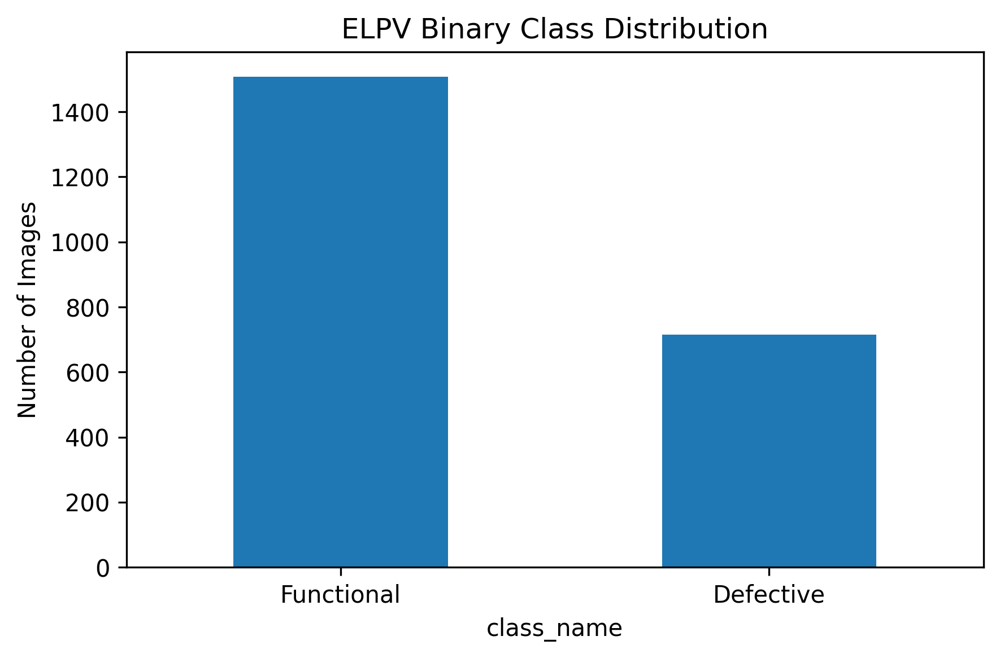 ELPV Binary Class Distribution
Number of Images
1400
1200
1000
800
600
400
200
0
Functional
Defective
class_name